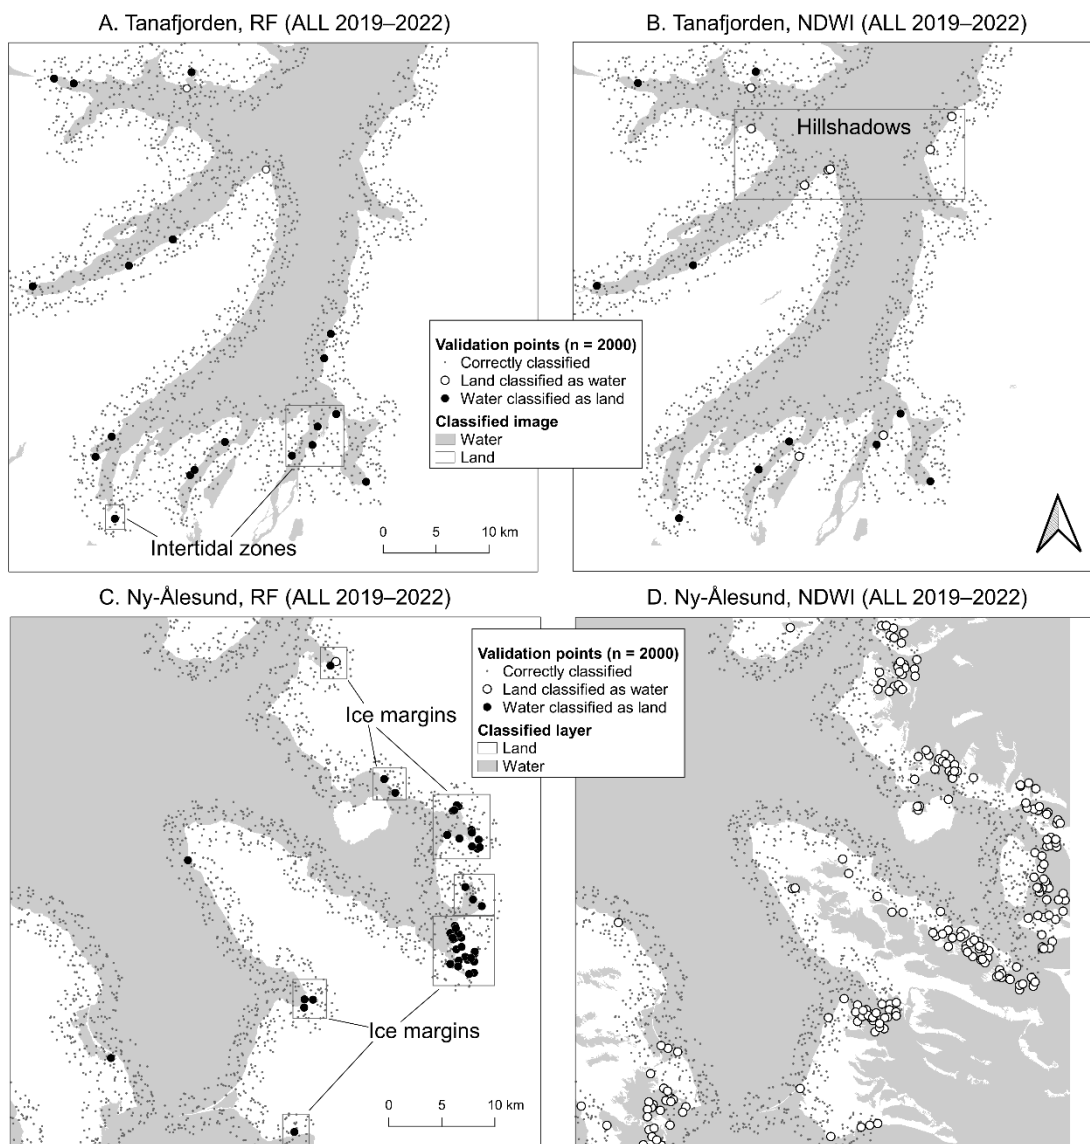 A. Tanafjorden, RF (ALL 2019–2022)
B. Tanafjorden, NDWI (ALL 2019–2022)
Hillshadows
Validation points (n = 2000)
Correctly classified
Land classified as water
Water classified as land
Classified image
Water
Land
Intertidal zones
0 10 km
C. Ny-Ålesund, RF (ALL 2019–2022)
D. Ny-Ålesund, NDWI (ALL 2019–2022)
Validation points (n = 2000)
Correctly classified
Land classified as water
Water classified as land
Classified layer
Land
Water
Ice margins
Ice margins
0 10 km